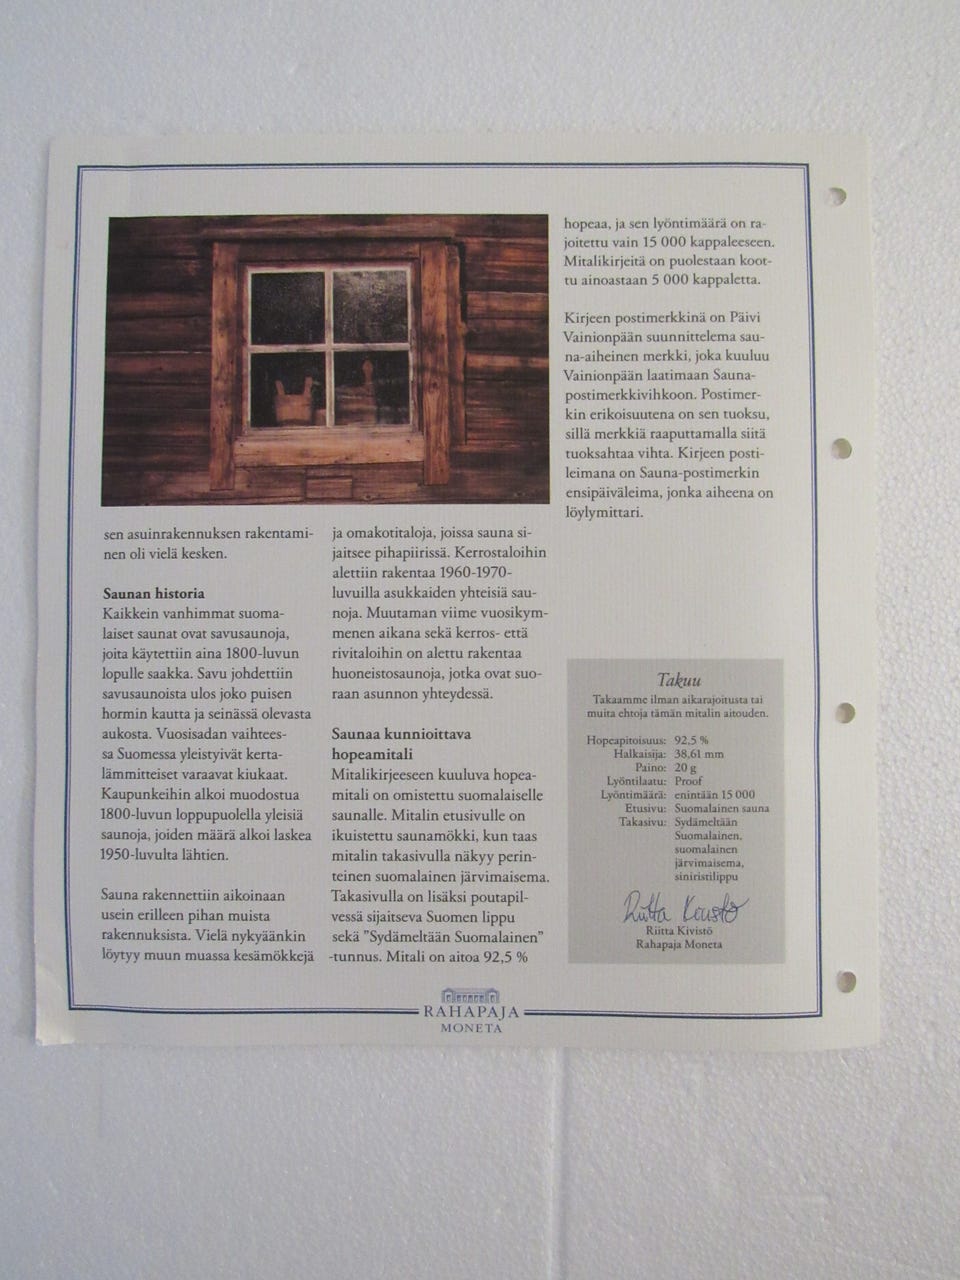 sen asuinrakennuksen rakentami-
nen oli vielä kesken.
Saunan historia
Kaikkein vanhimmat suoma-
laiset saunat ovat savusaunoja,
joita käytettiin aina 1800-luvun
lopulle saakka. Savu johdettiin
savusaunoista ulos joko puisen
hormin kautta ja seinässä olevasta
aukosta. Vuosisadan vaihtees-
sa Suomessa yleistyivät kerta-
lämmitteiset varaavat kiukaat.
Kaupunkeihin alkoi muodostua
1800-luvun loppupuolella yleisiä
saunoja, joiden määrä alkoi laskea
1950-luvulta lähtien.
Sauna rakennettiin aikoinaan
usein erilleen pihan muista
rakennuksista. Vielä nykyäänkin
löytyy muun muassa kesämökkejä
ja omakotitaloja, joissa sauna si-
jaitsee pihapiirissä. Kerrostaloihin
alettiin rakentaa 1960-1970-
luvuilla asukkaiden yhteisiä sau-
noja. Muutaman viime vuosikym-
menen aikana sekä kerros- että
rivitaloihin on alettu rakentaa
huoneistosaunoja, jotka ovat suo-
raan asunnon yhteydessä.
Saunaa kunnioittava
hopeamitali
Mitalikirjeeseen kuuluva hopea-
mitali on omistettu suomalaiselle
saunalle. Mitalin etusivulle on
ikuistettu saunamökki, kun taas
mitalin takasivulla näkyy perin-
teinen suomalainen järvimaisema.
Takasivulla on lisäksi poutapil-
vessä sijaitseva Suomen lippu
sekä ”Sydämeltään Suomalainen”
-tunnus. Mitali on aitoa 92,5 %
hopeaa, ja sen lyöntimäärä on ra-
joitettu vain 15 000 kappaleeseen.
Mitalikirjeitä on puolestaan koot-
tu ainoastaan 5 000 kappaletta.
Kirjeen postimerkkinä on Päivi
Vainionpään suunnittelema sau-
na-aiheinen merkki, joka kuuluu
Vainionpään laatimaan Sauna-
postimerkkivihkoon. Postimer-
kin erikoisuutena on sen tuoksu,
sillä merkkiä raaputtamalla siitä
tuoksahtaa vihta. Kirjeen posti-
leimana on Sauna-postimerkin
ensipäiväleima, jonka aiheena on
löylymittari.
Takuu
Takaamme ilman aikarajoitusta tai
muita ehtoja tämän mitalin aitouden.
Hopeapitoisuus: 92,5 %
Halkaisija: 38,61 mm
Paino: 20 g
Lyöntilaatu: Proof
Lyöntimäärä: enintään 15 000
Etusivu: Suomalainen sauna
Takasivu: Sydämeltään
Suomalainen,
suomalainen
järvimaisema,
siniristilippu
Riitta Kivistö
Riitta Kivistö
Rahapaja Moneta
RAHAPAJA
MONETA